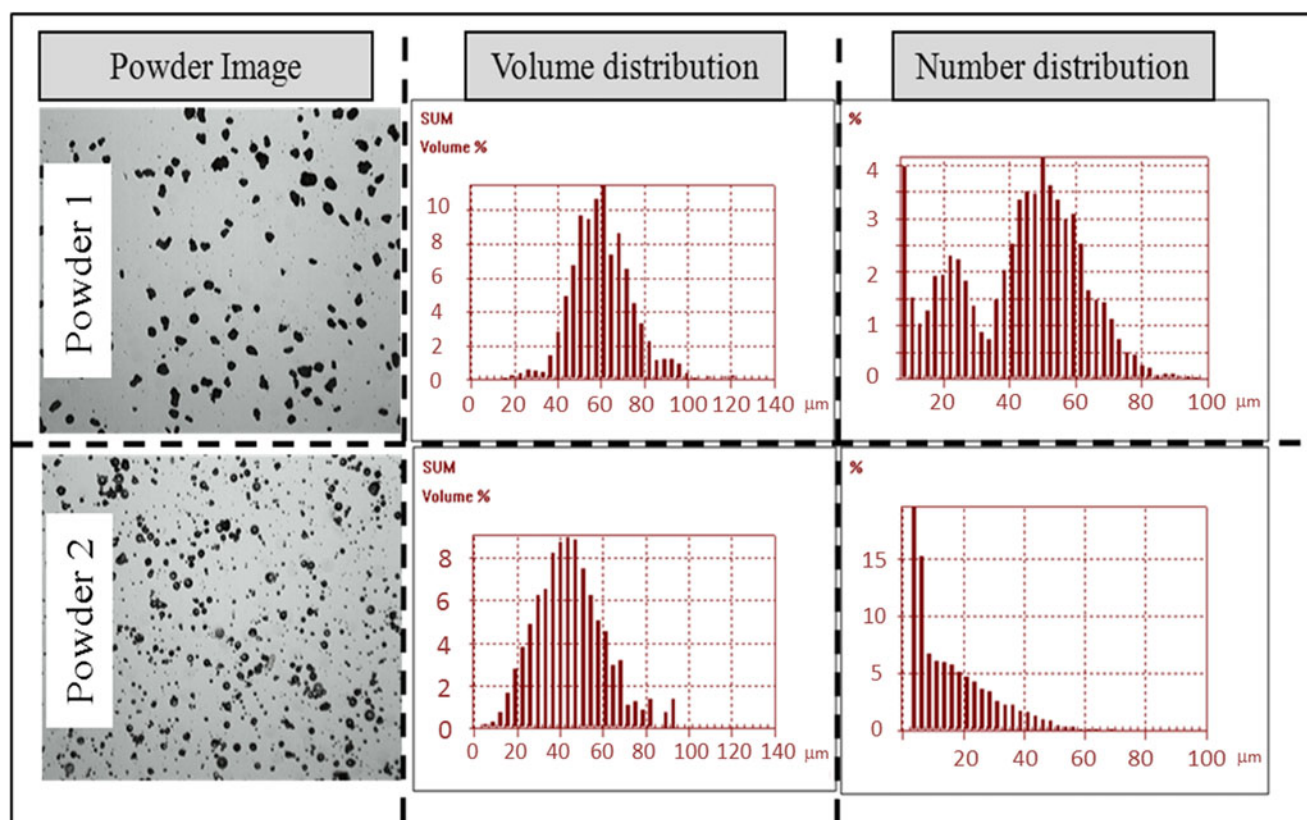 Powder Image
Volume distribution
Number distribution
Powder 1
SUM
Volume %
10
8
6
4
2
0
0 20 40 60 80 100 120 140 μm
%
4
3
2
1
0
20 40 60 80 100 μm
Powder 2
SUM
Volume %
8
6
4
2
0
0 20 40 60 80 100 120 140 μm
%
15
10
5
0
20 40 60 80 100 μm